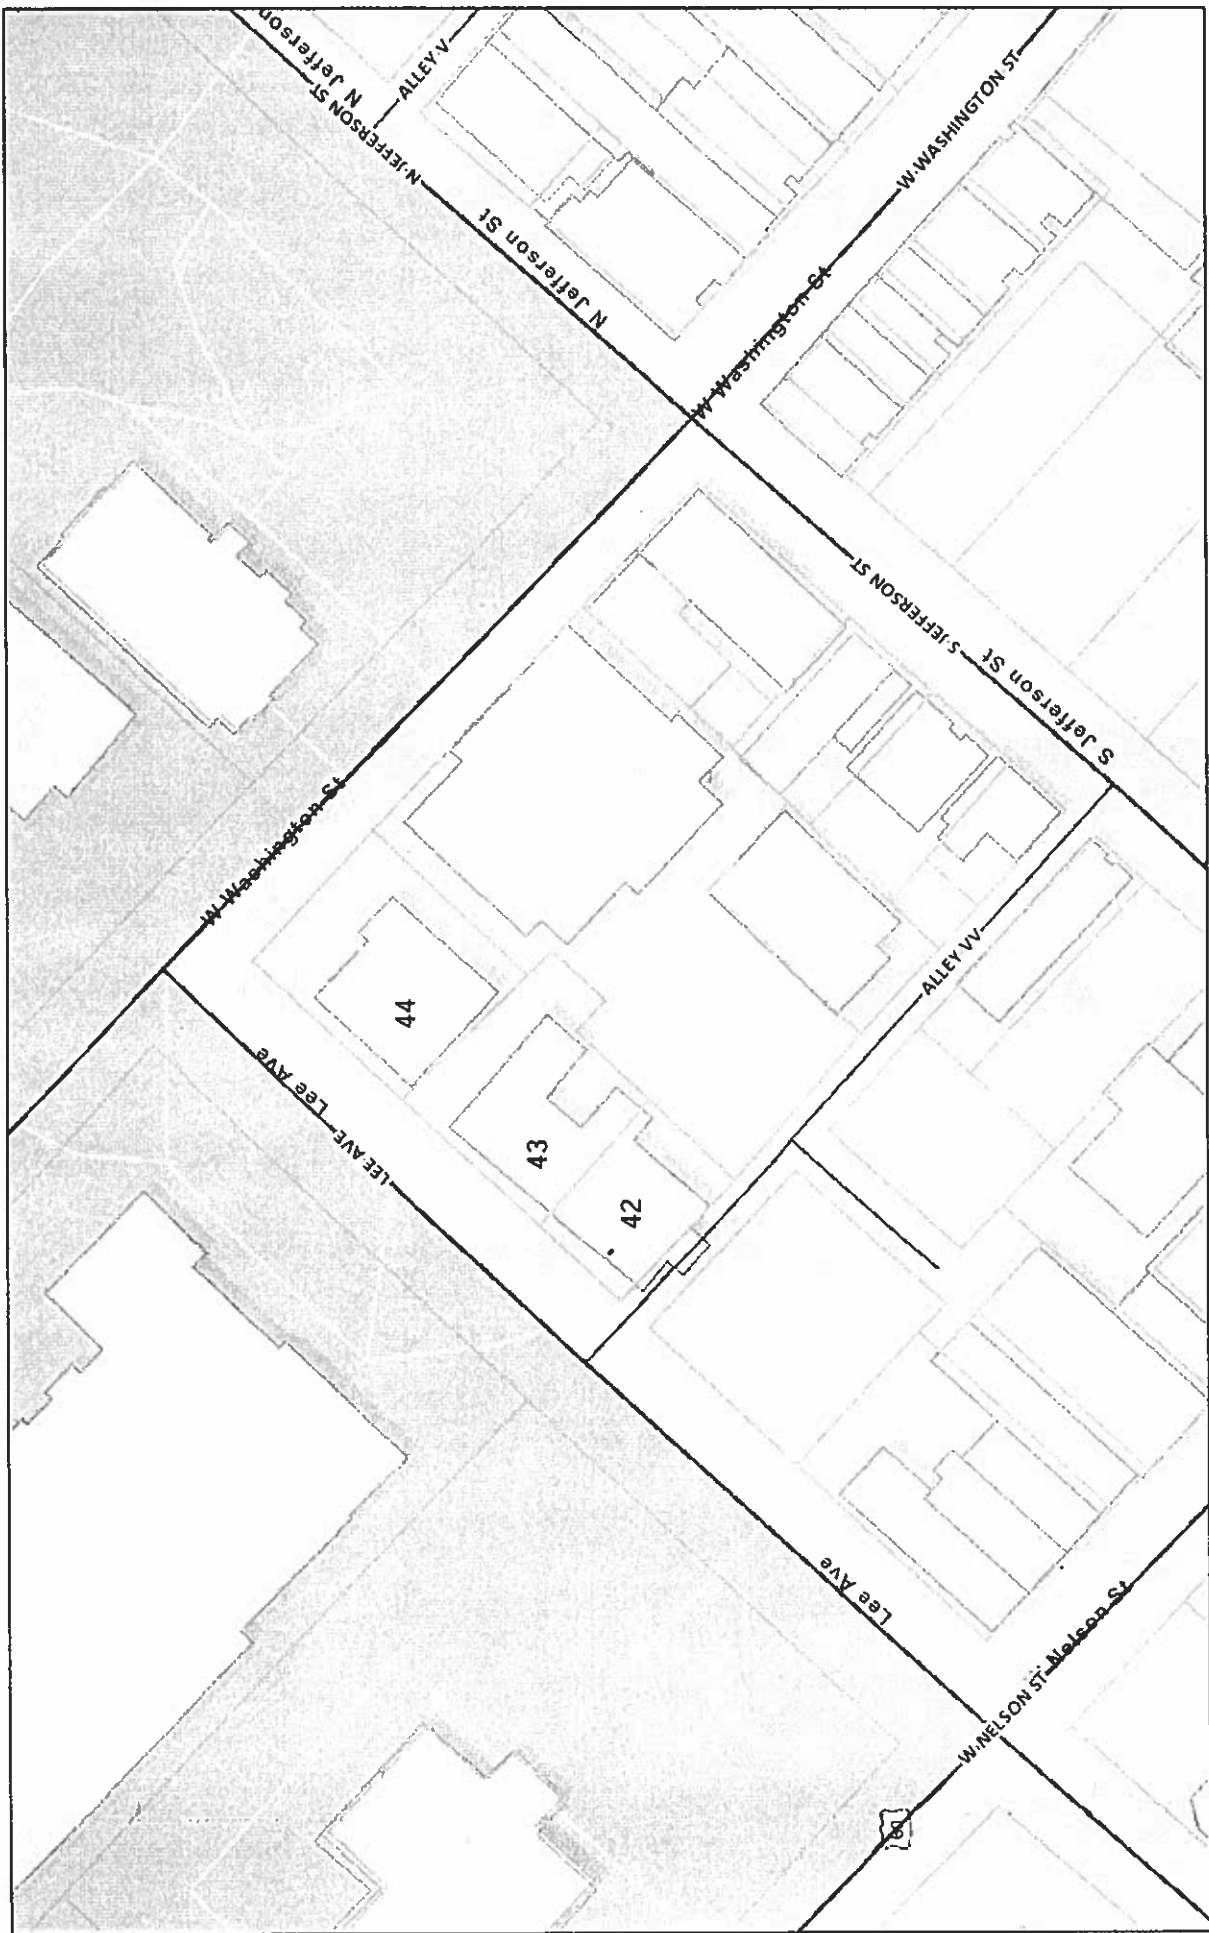 N Jefferson
N JEFFERSON ST
ALLEY V
N Jefferson St
W WASHINGTON ST
W Washington St
S JEFFERSON ST
S Jefferson St
W Washington St
44
Lee Ave
LEE AVE
43
42
ALLEY VV
Lee Ave
Nelson St
W NELSON ST